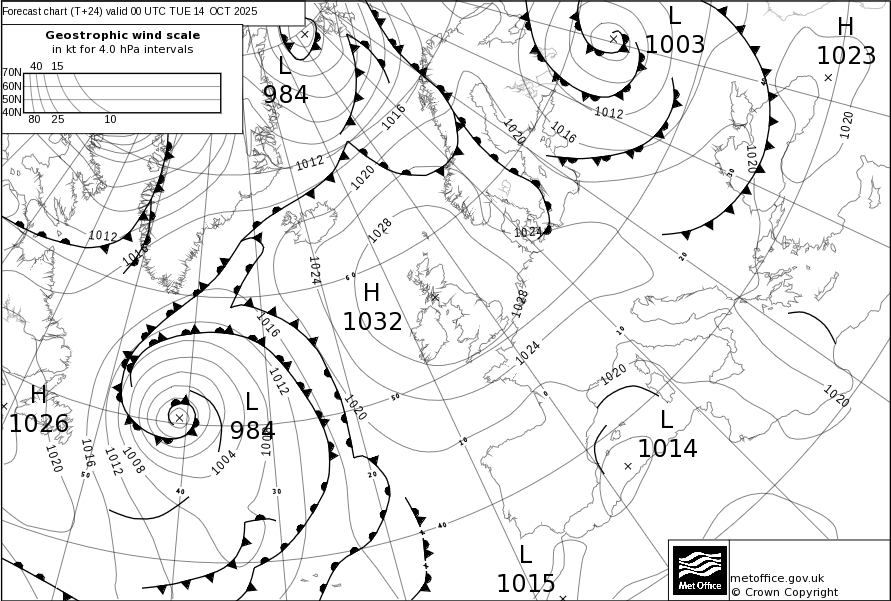 Forecast chart (T+24) valid 00 UTC TUE 14 OCT 2025
Geostrophic wind scale
in kt for 4.0 hPa intervals
40 15
70N
60N
50N
40N
80 25 10
L
984
L
1003
H
1023
1016
1012
1020
1016
1012
1020
1020
1012
1020
1016
1028
1024
1024
H
1032
1028
1016
1024
1012
1020
1020
1020
H
1026
L
984
L
1014
1020
1016
1012
1008
1004
L
1015
60
50
50
40
30
20
10
0
10
20
30
40
Met Office
metoffice.gov.uk
© Crown Copyright